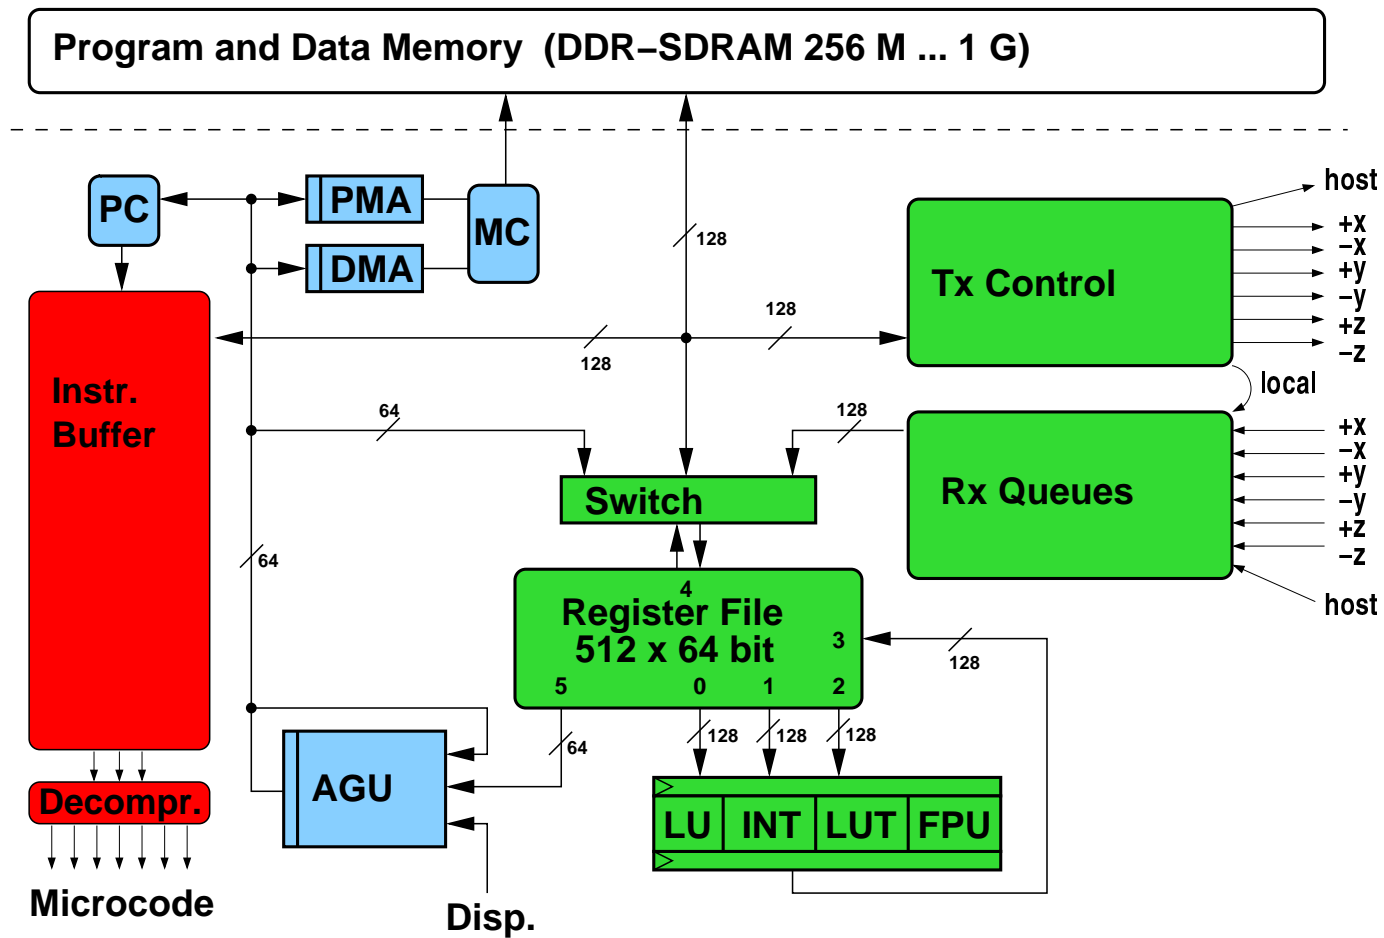 Program and Data Memory (DDR−SDRAM 256 M ... 1 G)
host
PC
PMA
MC
DMA
128
Tx Control
+x
−x
+y
−y
+z
−z
128
128
Instr.
Buffer
local
64
128
Switch
Rx Queues
+x
−x
+y
−y
+z
−z
host
64
4
Register File
512 x 64 bit
3
128
5
0
1
2
64
128
128
128
AGU
Decompr.
LU
INT
LUT
FPU
Microcode
Disp.